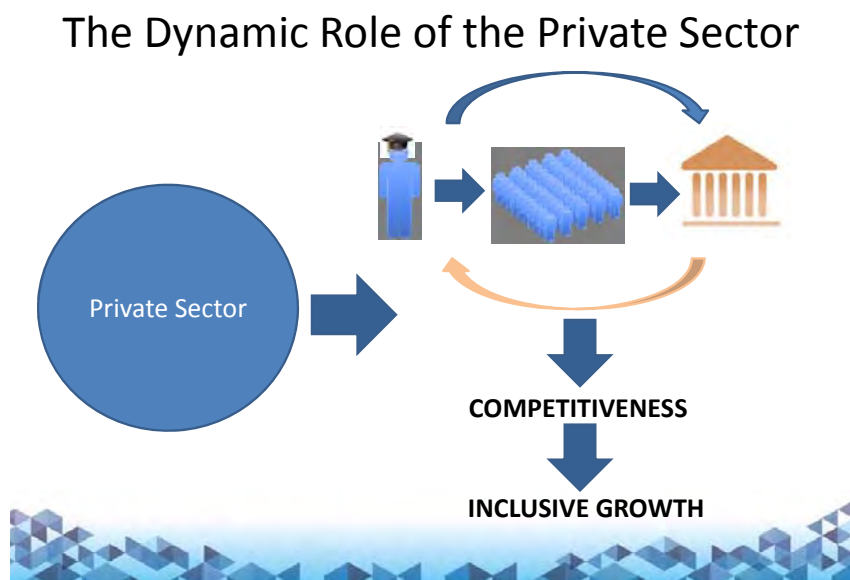 The Dynamic Role of the Private Sector
Private Sector
COMPETITIVENESS
INCLUSIVE GROWTH